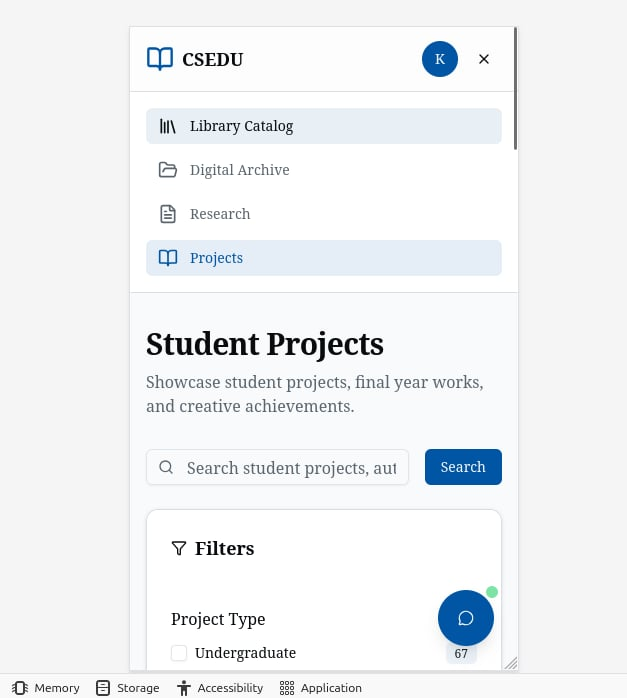 CSEDU
K
Library Catalog
Digital Archive
Research
Projects
Student Projects
Showcase student projects, final year works,
and creative achievements.
Search student projects, aut
Search
Filters
Project Type
Undergraduate
67
Memory
Storage
Accessibility
Application